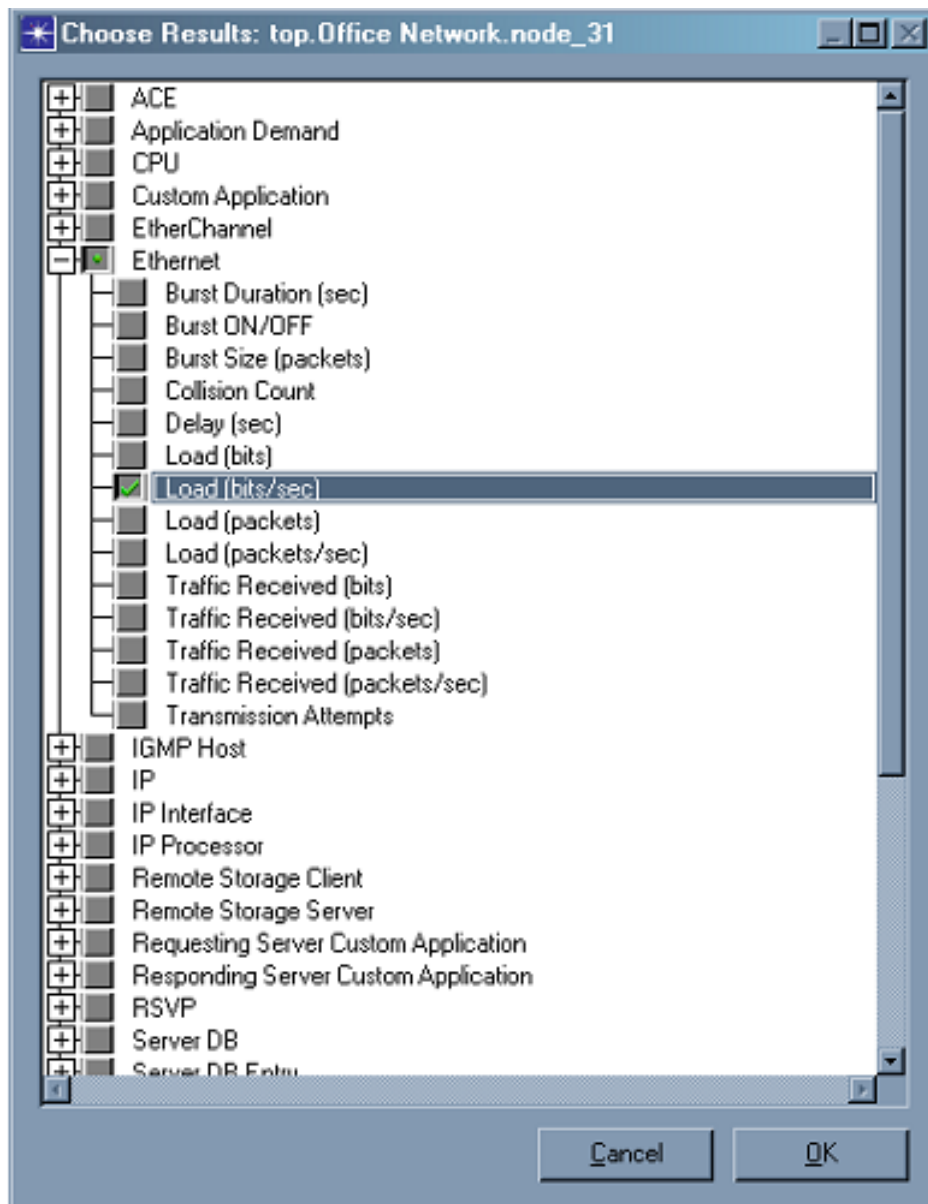 Choose Results: top.Office Network.node_31
ACE
Application Demand
CPU
Custom Application
EtherChannel
Ethernet
Burst Duration (sec)
Burst ON/OFF
Burst Size (packets)
Collision Count
Delay (sec)
Load (bits)
Load (bits/sec)
Load (packets)
Load (packets/sec)
Traffic Received (bits)
Traffic Received (bits/sec)
Traffic Received (packets)
Traffic Received (packets/sec)
Transmission Attempts
IGMP Host
IP
IP Interface
IP Processor
Remote Storage Client
Remote Storage Server
Requesting Server Custom Application
Responding Server Custom Application
RSVP
Server DB
Server DB Entry
Cancel OK